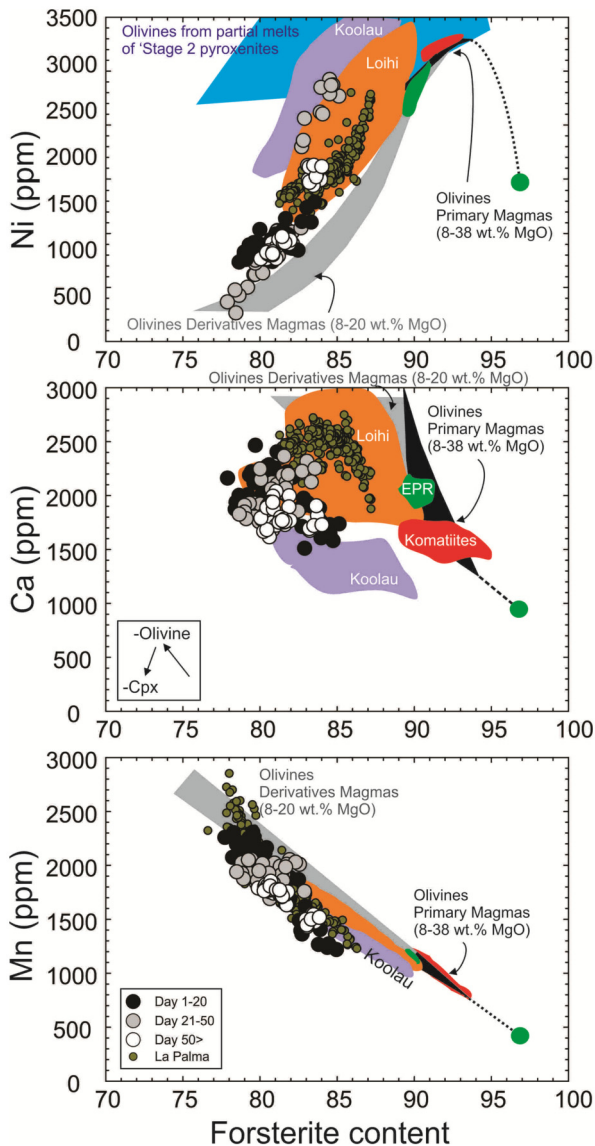 Olivines from partial melts
of 'Stage 2 pyroxenites
Koolau
Loihi
Olivines
Primary Magmas
(8-38 wt.% MgO)
Olivines Derivatives Magmas (8-20 wt.% MgO)
Ni (ppm)
3500
3000
2500
2000
1500
1000
500
0
70 75 80 85 90 95 100
Olivines Derivatives Magmas (8-20 wt.% MgO)
Olivines
Primary Magmas
(8-38 wt.% MgO)
Loihi
EPR
Komatiites
Koolau
-Olivine
-Cpx
Ca (ppm)
3000
2500
2000
1500
1000
500
0
70 75 80 85 90 95 100
Olivines
Derivatives Magmas
(8-20 wt.% MgO)
Olivines
Primary Magmas
(8-38 wt.% MgO)
Koolau
Day 1-20
Day 21-50
Day 50>
La Palma
Mn (ppm)
3000
2500
2000
1500
1000
500
0
70 75 80 85 90 95 100
Forsterite content